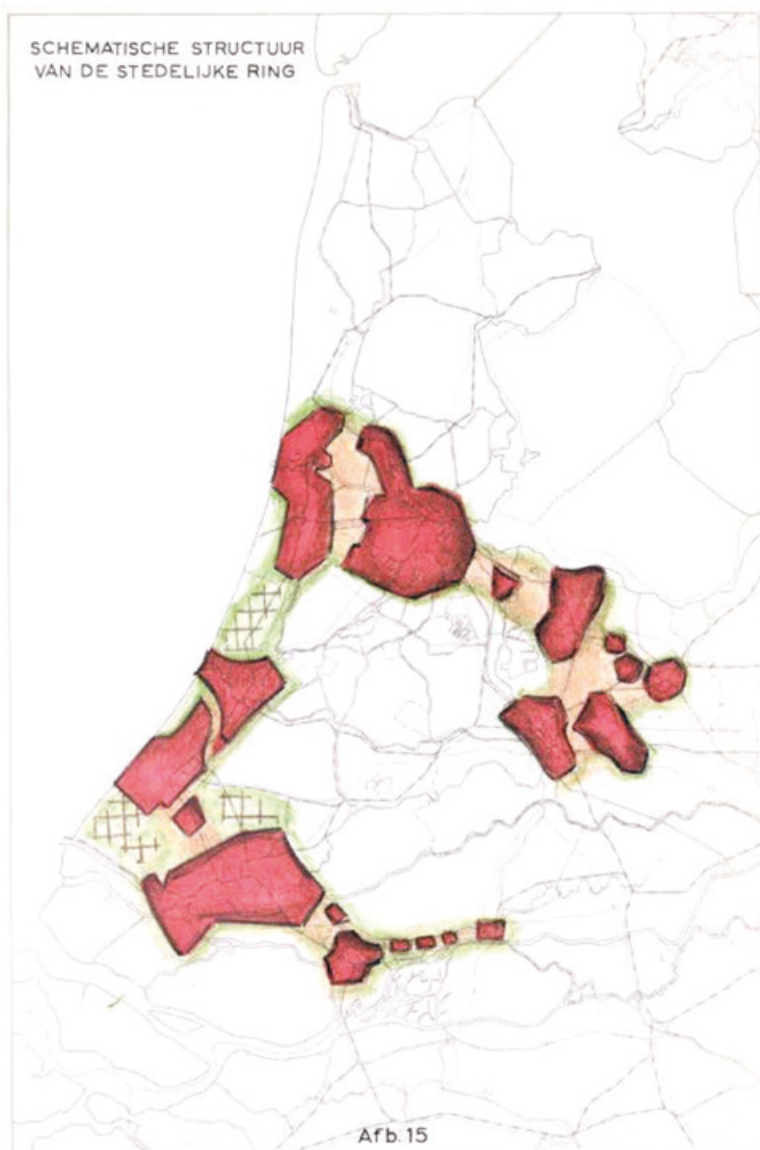 SCHEMATISCHE STRUCTUUR
VAN DE STEDELIJKE RING
Afb. 15